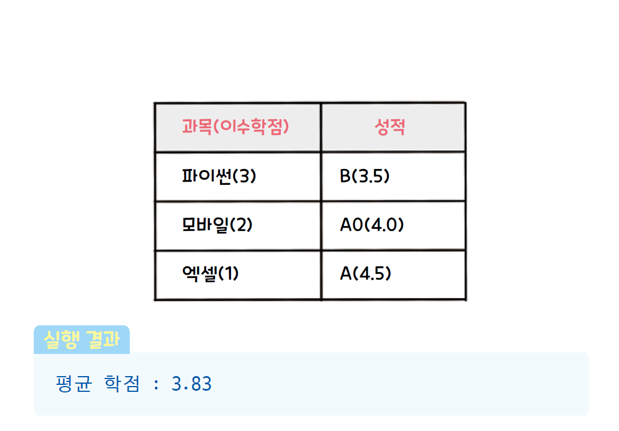 과목(이수학점) 성적
파이썬(3) B(3.5)
모바일(2) A0(4.0)
엑셀(1) A(4.5)
실행 결과
평균 학점 : 3.83